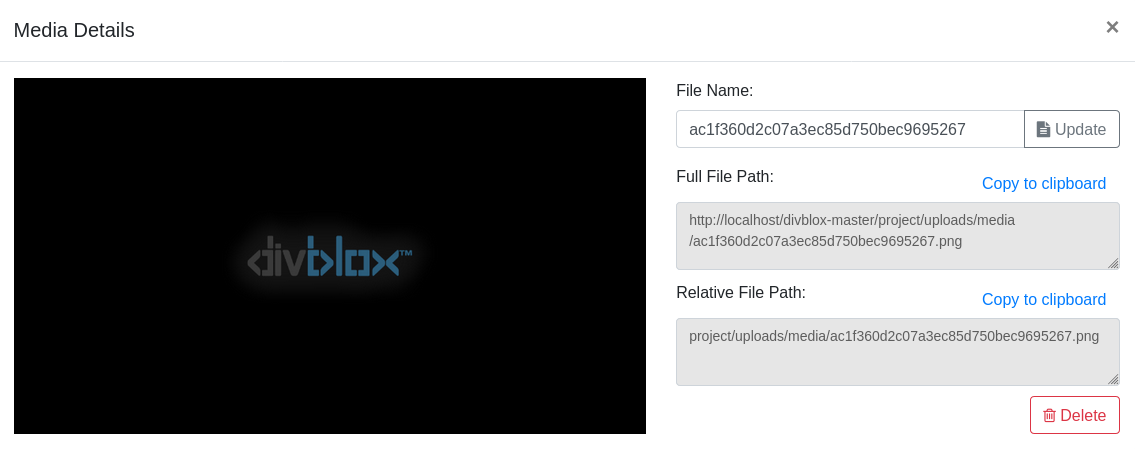 Media Details
×
divblox™
File Name:
ac1f360d2c07a3ec85d750bec9695267
Update
Full File Path:
Copy to clipboard
http://localhost/divblox-master/project/uploads/media
/ac1f360d2c07a3ec85d750bec9695267.png
Relative File Path:
Copy to clipboard
project/uploads/media/ac1f360d2c07a3ec85d750bec9695267.png
Delete